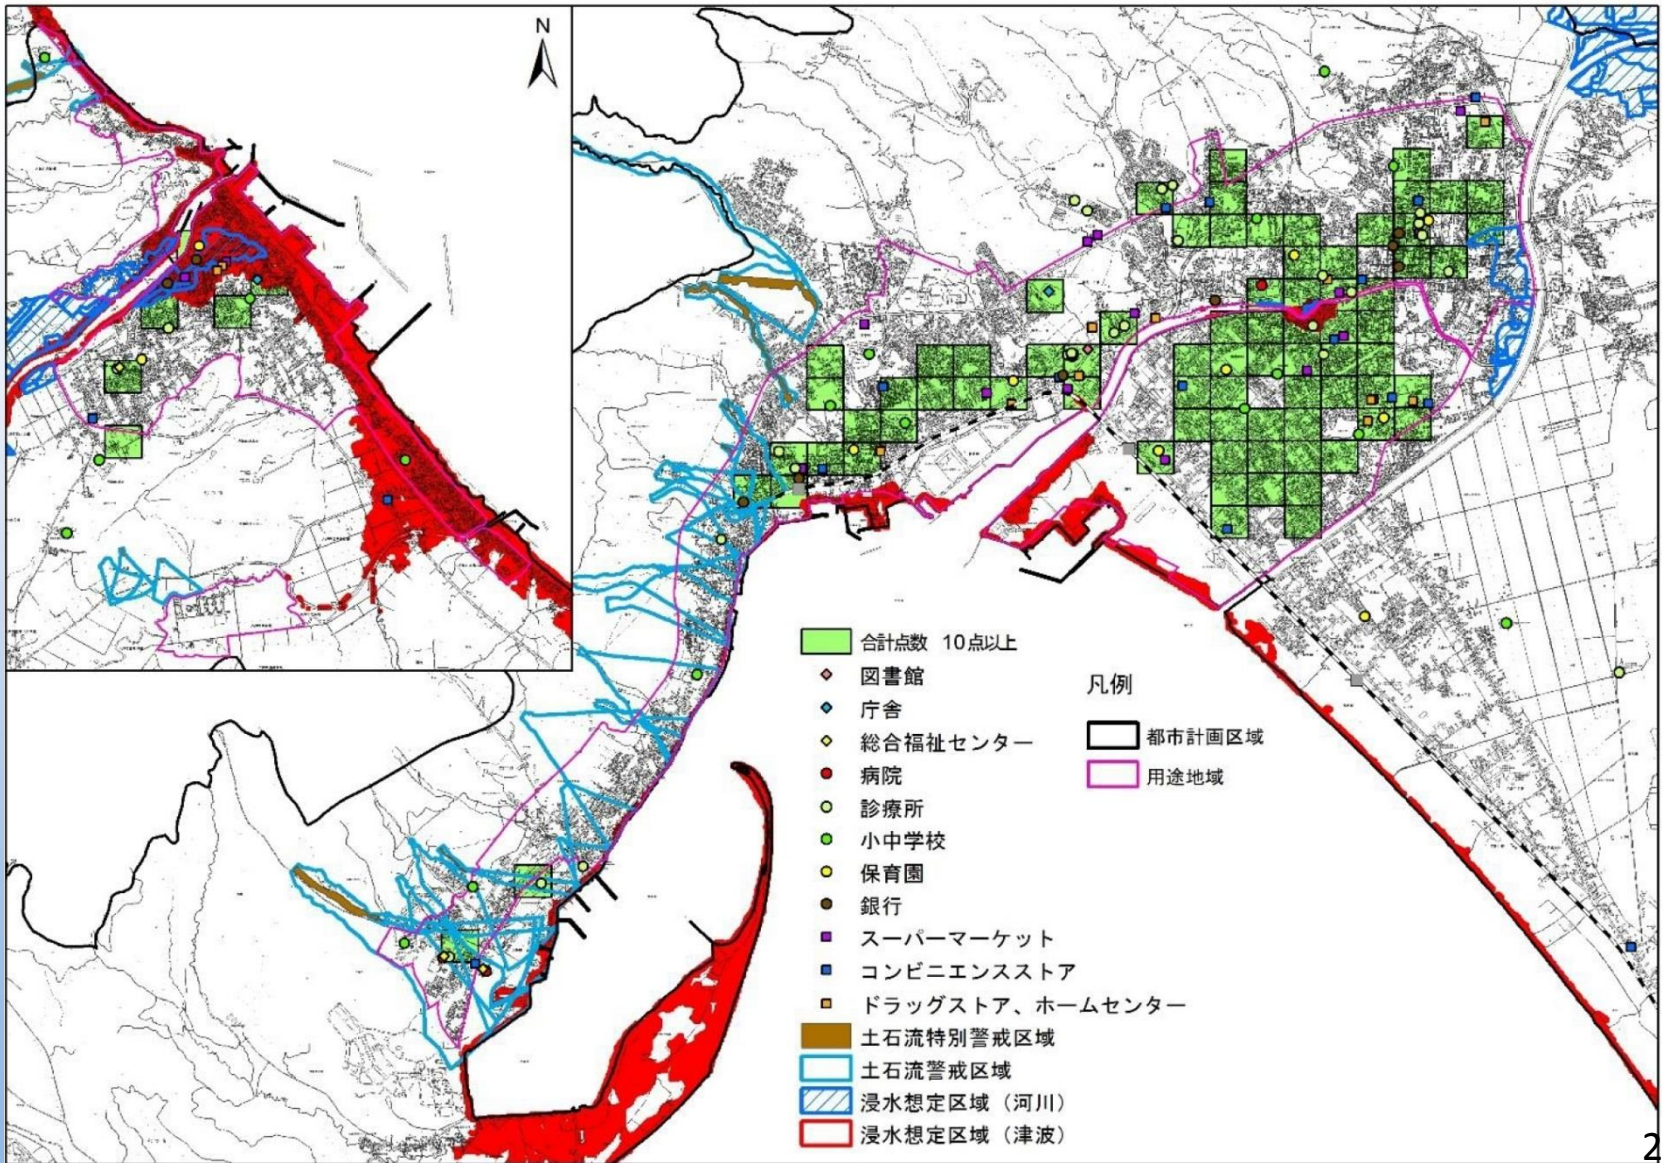 N
合計点数 10点以上
図書館
庁舎
総合福祉センター
病院
診療所
小中学校
保育園
銀行
スーパーマーケット
コンビニエンスストア
ドラッグストア、ホームセンター
土石流特別警戒区域
土石流警戒区域
浸水想定区域（河川）
浸水想定区域（津波）
凡例
都市計画区域
用途地域
2